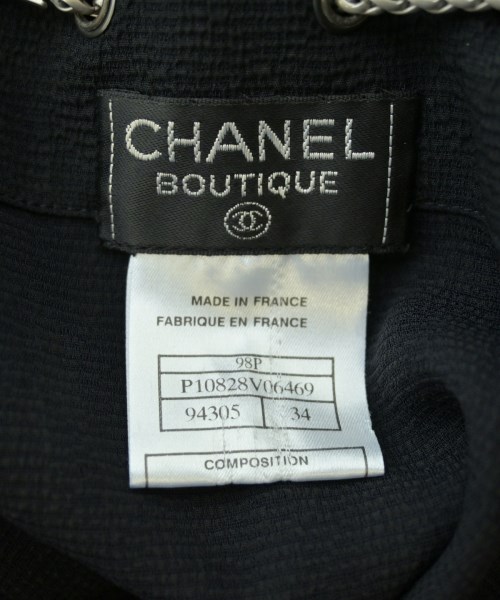 CHANEL
BOUTIQUE
MADE IN FRANCE
FABRIQUE EN FRANCE
98P
P10828V06469
94305 34
COMPOSITION